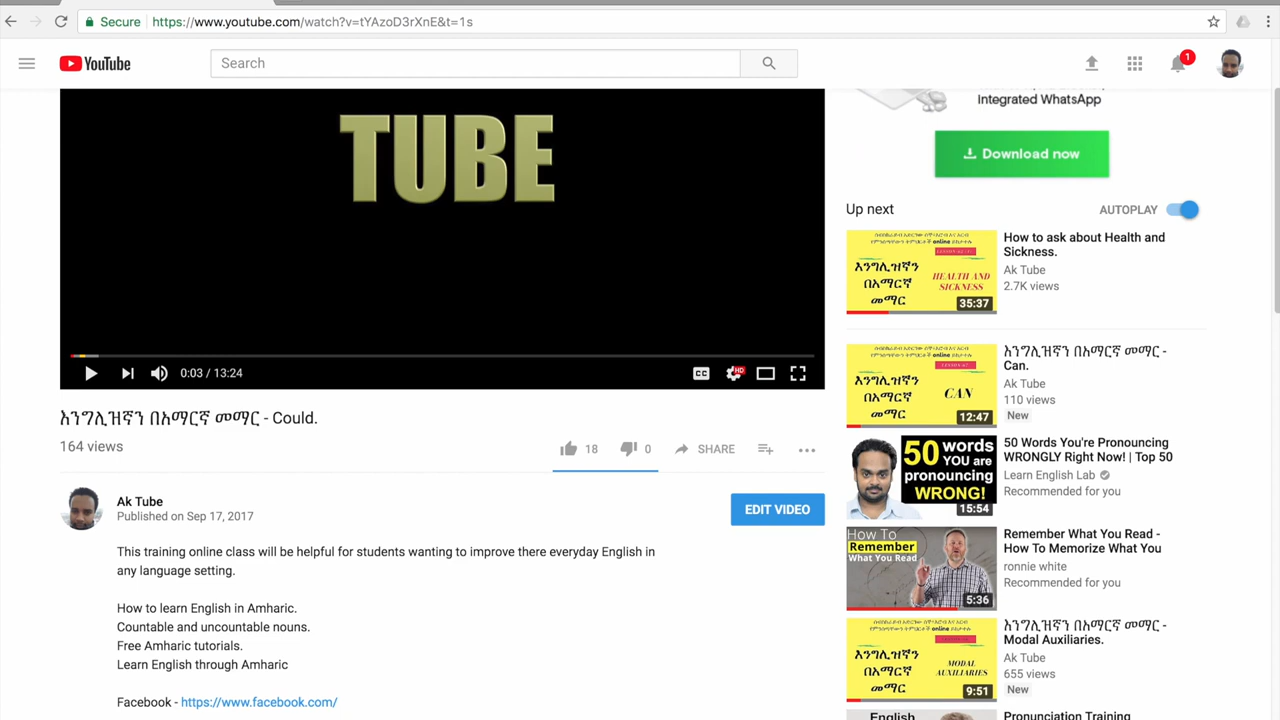 Secure https://www.youtube.com/watch?v=tYAzoD3rXnE&t=1s
YouTube
Search
1
TUBE
0:03 / 13:24
CC
HD
እንግሊዝኛን በአማርኛ መማር - Could.
164 views
18
0
SHARE
Ak Tube
Published on Sep 17, 2017
EDIT VIDEO
This training online class will be helpful for students wanting to improve there everyday English in
any language setting.
How to learn English in Amharic.
Countable and uncountable nouns.
Free Amharic tutorials.
Learn English through Amharic
Facebook - https://www.facebook.com/
Integrated WhatsApp
Download now
Up next
AUTOPLAY
እንግሊዝኛን
በአማርኛ
መማር
HEALTH AND
SICKNESS
35:37
How to ask about Health and
Sickness.
Ak Tube
2.7K views
online
እንግሊዝኛን
በአማርኛ
መማር
CAN
12:47
እንግሊዝኛን በአማርኛ መማር -
Can.
Ak Tube
110 views
New
50 words
YOU are
pronouncing
WRONG!
15:54
50 Words You're Pronouncing
WRONGLY Right Now! | Top 50
Learn English Lab
Recommended for you
How To
Remember
What You Read
5:36
Remember What You Read -
How To Memorize What You
ronnie white
Recommended for you
online
እንግሊዝኛን
በአማርኛ
መማር
MODAL
AUXILIARIES
9:51
እንግሊዝኛን በአማርኛ መማር -
Modal Auxiliaries.
Ak Tube
655 views
New
English
Pronunciation Training